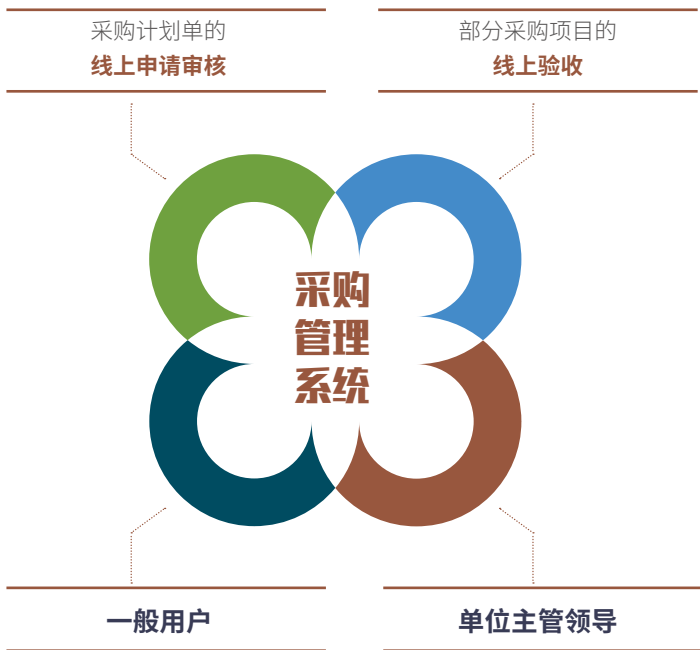 采购计划单的
线上申请审核
部分采购项目的
线上验收
采购
管理
系统
一般用户
单位主管领导